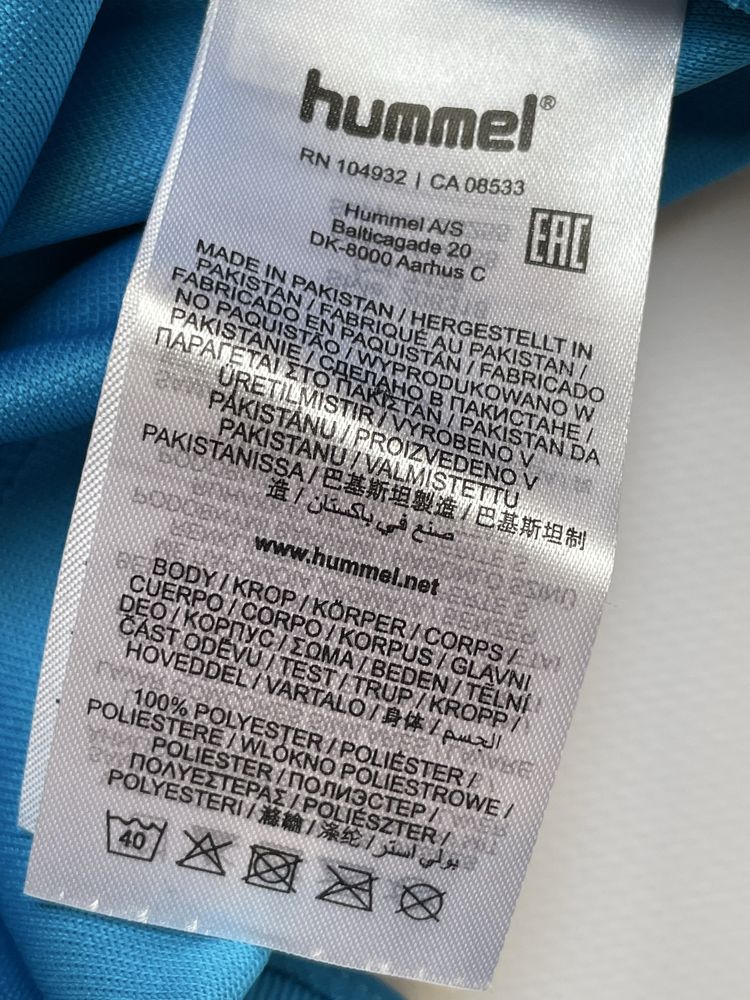 hummel®
RN 104932 | CA 08533
Hummel A/S
Balticagade 20
DK-8000 Aarhus C
EAC
MADE IN PAKISTAN / HERGESTELLT IN
PAKISTAN / FABRIQUÉ AU PAKISTAN /
FABRICADO EN PAQUISTÁN / FABRICADO
NO PAQUISTÃO / WYPRODUKOWANO W
PAKISTANIE / СДЕЛАНО В ПАКИСТАНЕ /
ΠΑΡΑΓΕΤΑΙ ΣΤΟ ΠΑΚΙΣΤΑΝ / PAKISTAN DA
ÜRETILMISTIR / VYROBENO V
PÁKISTÁNU / PROIZVEDENO V
PAKISTANU / VALMISTETTU
PAKISTANISSA / 巴基斯坦製造 / 巴基斯坦制
造 / صنع في باكستان
www.hummel.net
BODY / KROP / KÖRPER / CORPS /
CUERPO / CORPO / KORPUS / GLAVNI
DEO / КОРПУС / ΣΩΜΑ / BEDEN / TĚLNÍ
ČÁST ODĚVU / TEST / TRUP / KROPP /
HOVEDDEL / VARTALO / 身体 / الجسم
100% POLYESTER / POLIÉSTER /
POLIESTERE / WLÓKNO POLIESTROWE /
POLIESTER / ПОЛИЭСТЕР /
ΠΟΛΥΕΣΤΕΡΑΣ / POLIÉSZTER /
POLYESTERI / 滌綸 / 涤纶 / بولي استر
40